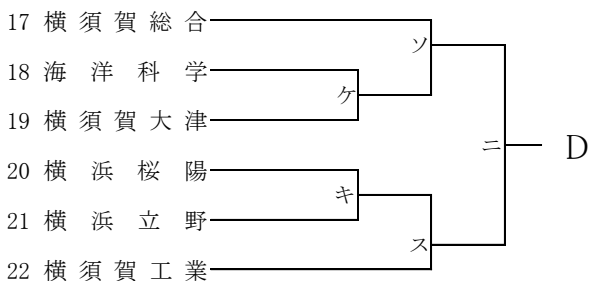 17 横須賀総合
ソ
18 海洋科学
ケ
19 横須賀大津
ニ D
20 横浜桜陽
キ
21 横浜立野
ス
22 横須賀工業